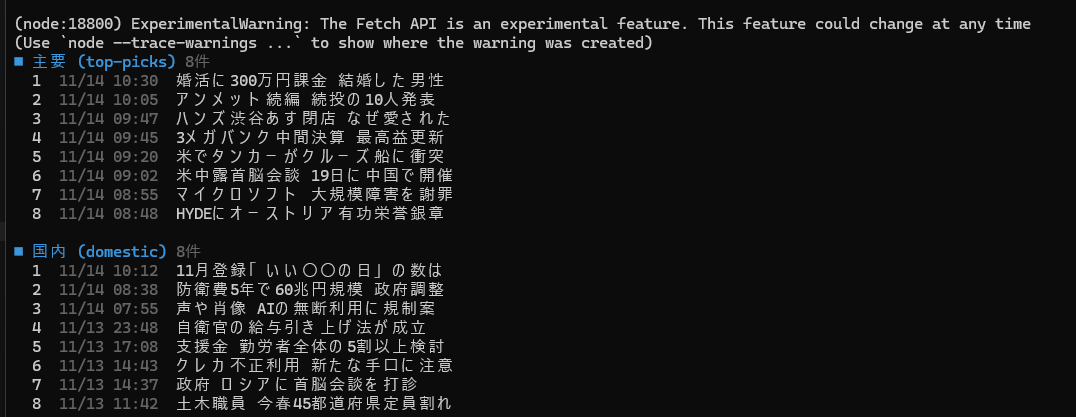 (node:18800) ExperimentalWarning: The Fetch API is an experimental feature. This feature could change at any time
(Use `node --trace-warnings ...` to show where the warning was created)
■ 主要 (top-picks) 8件
1 11/14 10:30 婚活に300万円課金 結婚した男性
2 11/14 10:05 アンメット続編 続投の10人発表
3 11/14 09:47 ハンズ渋谷あす閉店 なぜ愛された
4 11/14 09:45 3メガバンク中間決算 最高益更新
5 11/14 09:20 米でタンカーがクルーズ船に衝突
6 11/14 09:02 米中露首脳会談 19日に中国で開催
7 11/14 08:55 マイクロソフト 大規模障害を謝罪
8 11/14 08:48 HYDEにオーストリア有功栄誉銀章
■ 国内 (domestic) 8件
1 11/14 10:12 11月登録「いい〇〇の日」の数は
2 11/14 08:38 防衛費5年で60兆円規模 政府調整
3 11/14 07:55 声や肖像 AIの無断利用に規制案
4 11/13 23:48 自衛官の給与引き上げ法が成立
5 11/13 17:08 支援金 勤労者全体の5割以上検討
6 11/13 14:43 クレカ不正利用 新たな手口に注意
7 11/13 14:37 政府 ロシアに首脳会談を打診
8 11/13 11:42 土木職員 今春45都道府県定員割れ